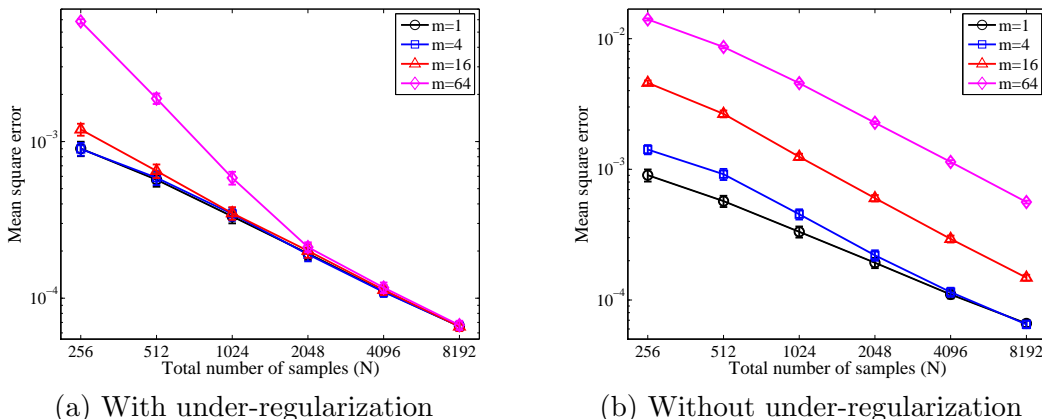 m=1
m=4
m=16
m=64
10⁻³
10⁻⁴
Mean square error
256 512 1024 2048 4096 8192
Total number of samples (N)
(a) With under-regularization
m=1
m=4
m=16
m=64
10⁻²
10⁻³
10⁻⁴
Mean square error
256 512 1024 2048 4096 8192
Total number of samples (N)
(b) Without under-regularization